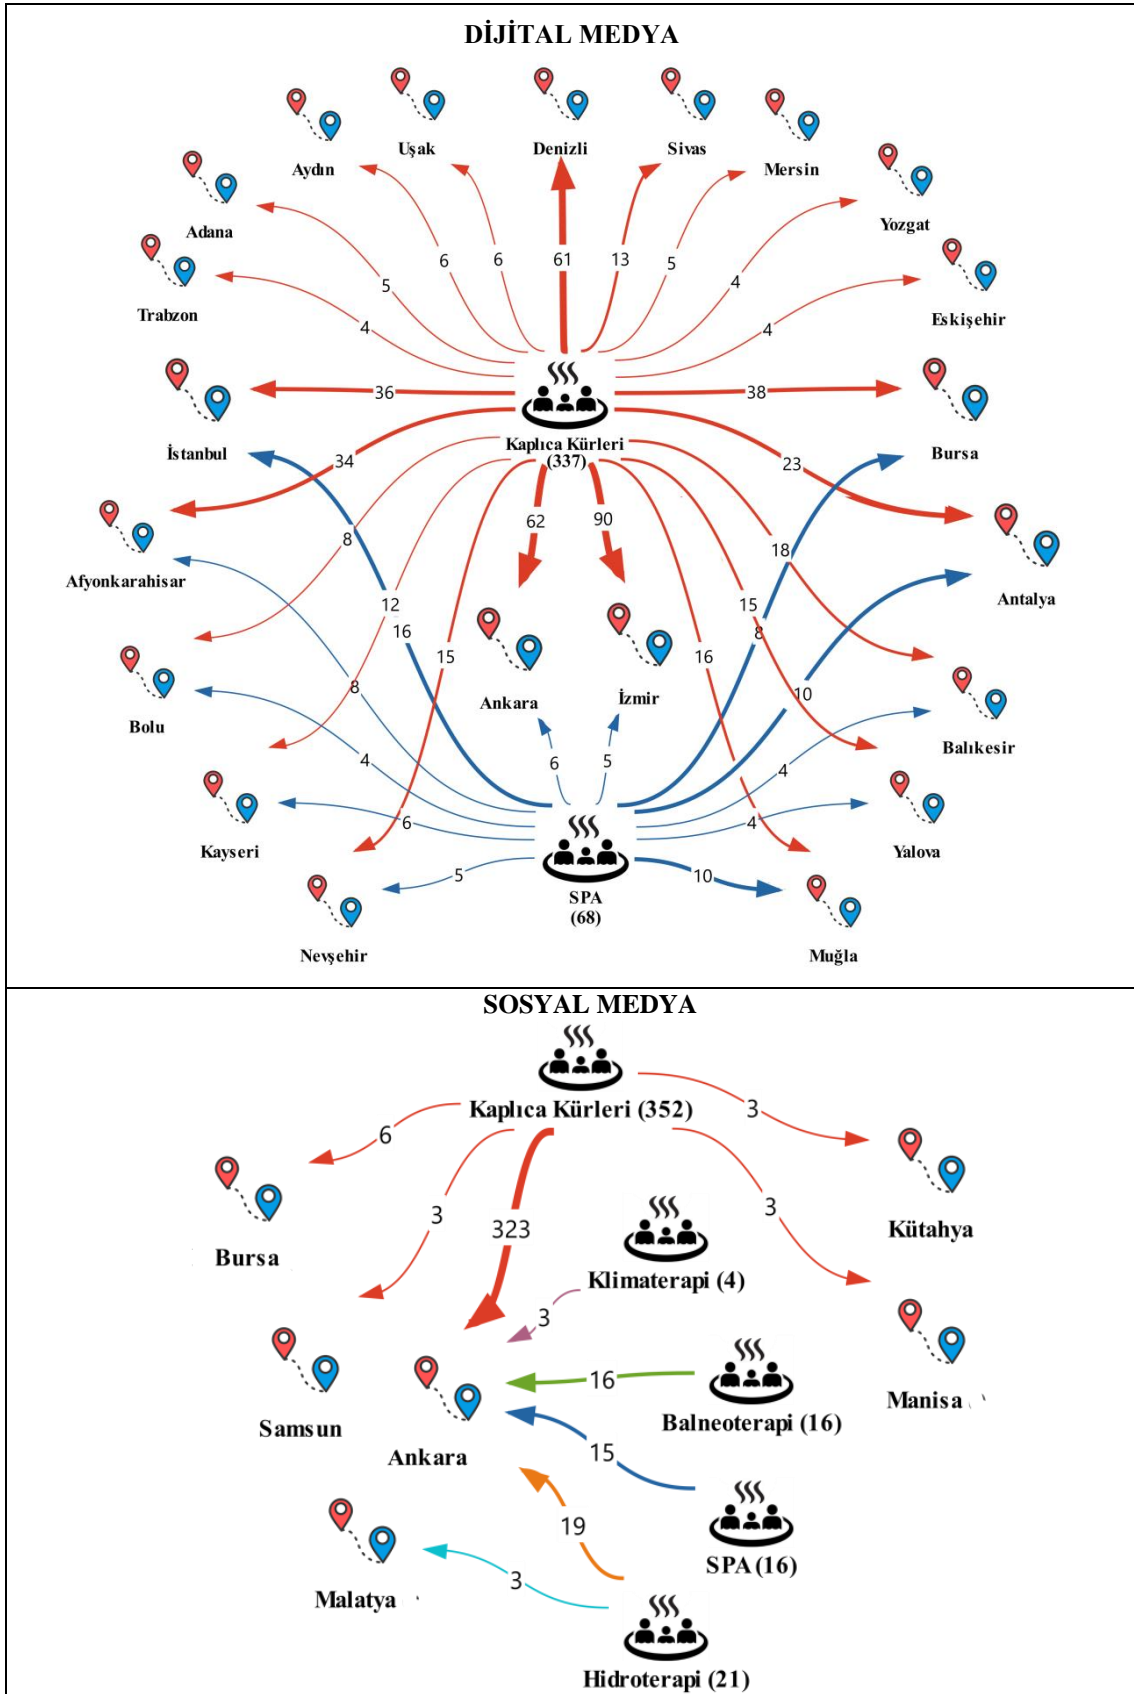 DİJİTAL MEDYA
Uşak
Denizli
Sivas
Aydın
Mersin
Adana
Yozgat
Trabzon
Eskişehir
6
6
61
13
5
5
4
4
4
36
38
Kaplıca Kürleri
(337)
İstanbul
Bursa
34
23
62
90
8
18
Afyonkarahisar
Antalya
12
15
16
8
15
16
Ankara
İzmir
8
10
Bolu
Balıkesir
4
6
5
4
6
4
Kayseri
Yalova
5
10
SPA
(68)
Nevşehir
Muğla
SOSYAL MEDYA
Kaplıca Kürleri (352)
6
3
3
323
3
Bursa
Kütahya
Klimaterapi (4)
3
16
Samsun
Ankara
Balneoterapi (16)
Manisa
15
19
SPA (16)
3
Malatya
Hidroterapi (21)